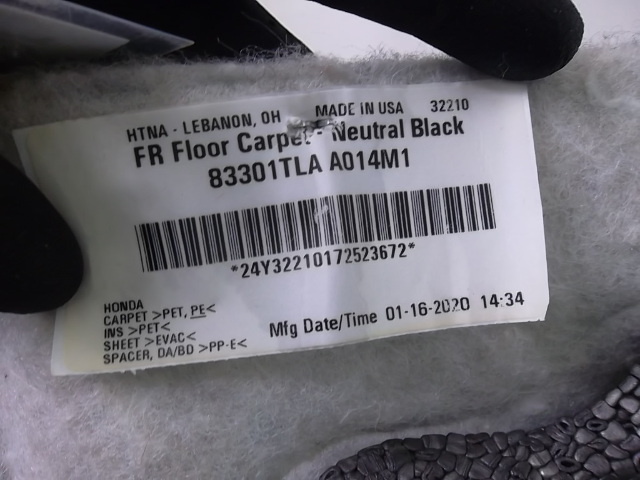 HTNA - LEBANON, OH MADE IN USA 32210
FR Floor Carpet - Neutral Black
83301TLA A014M1
*24Y32210172523672*
HONDA
CARPET >PET, PE<
INS >PET<
SHEET >EVAC<
SPACER, DA/BD >PP-E<
Mfg Date/Time 01-16-2020 14:34